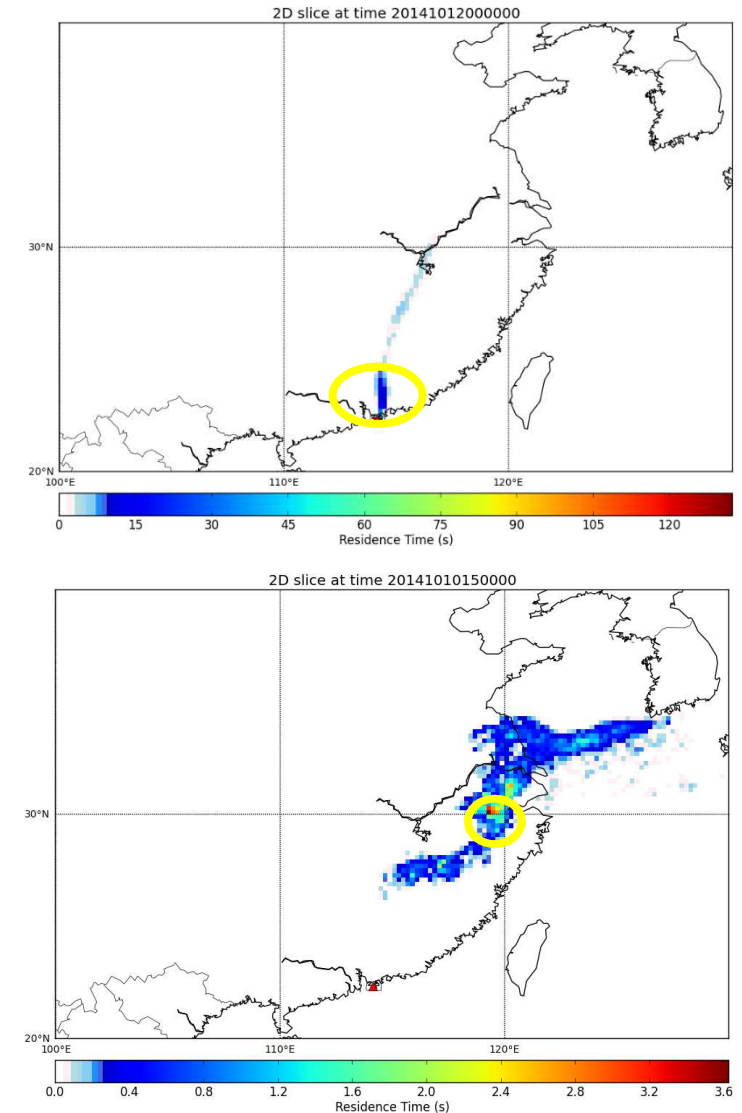 2D slice at time 20141012000000
30°N
20°N
100°E 110°E 120°E
0 15 30 45 60 75 90 105 120
Residence Time (s)
2D slice at time 20141010150000
30°N
20°N
100°E 110°E 120°E
0.0 0.4 0.8 1.2 1.6 2.0 2.4 2.8 3.2 3.6
Residence Time (s)